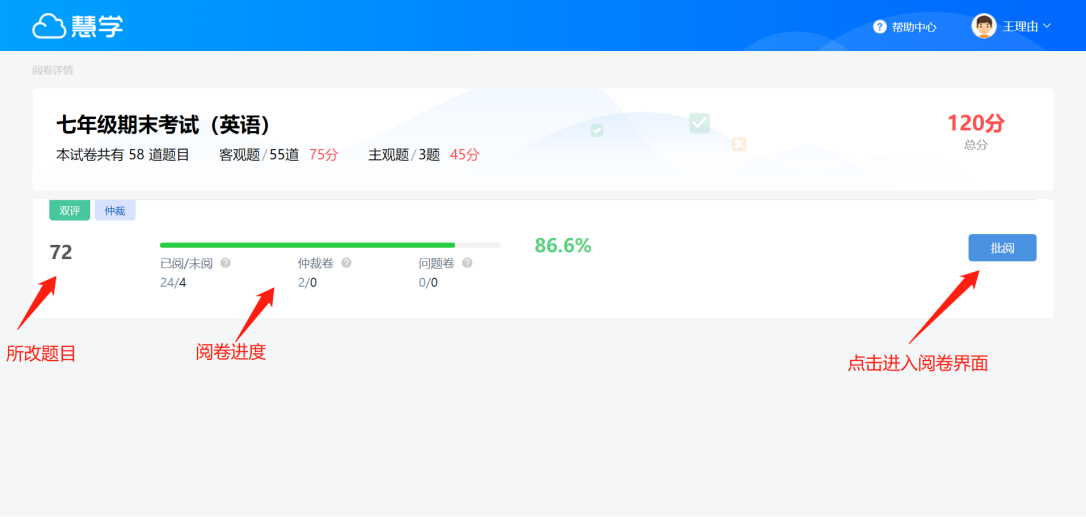 慧学
帮助中心
王理由
阅卷详情
七年级期末考试（英语）
120分
本试卷共有 58 道题目 客观题/55道 75分 主观题/3题 45分
总分
双评 仲裁
72
86.6%
批阅
已阅/未阅 仲裁卷 问题卷
24/4 2/0 0/0
所改题目
阅卷进度
点击进入阅卷界面